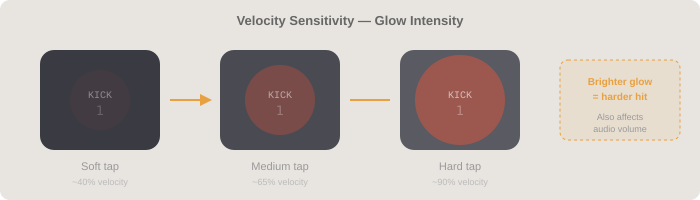 Velocity Sensitivity — Glow Intensity
KICK
1
Soft tap
~40% velocity
KICK
1
Medium tap
~65% velocity
KICK
1
Hard tap
~90% velocity
Brighter glow
= harder hit
Also affects
audio volume